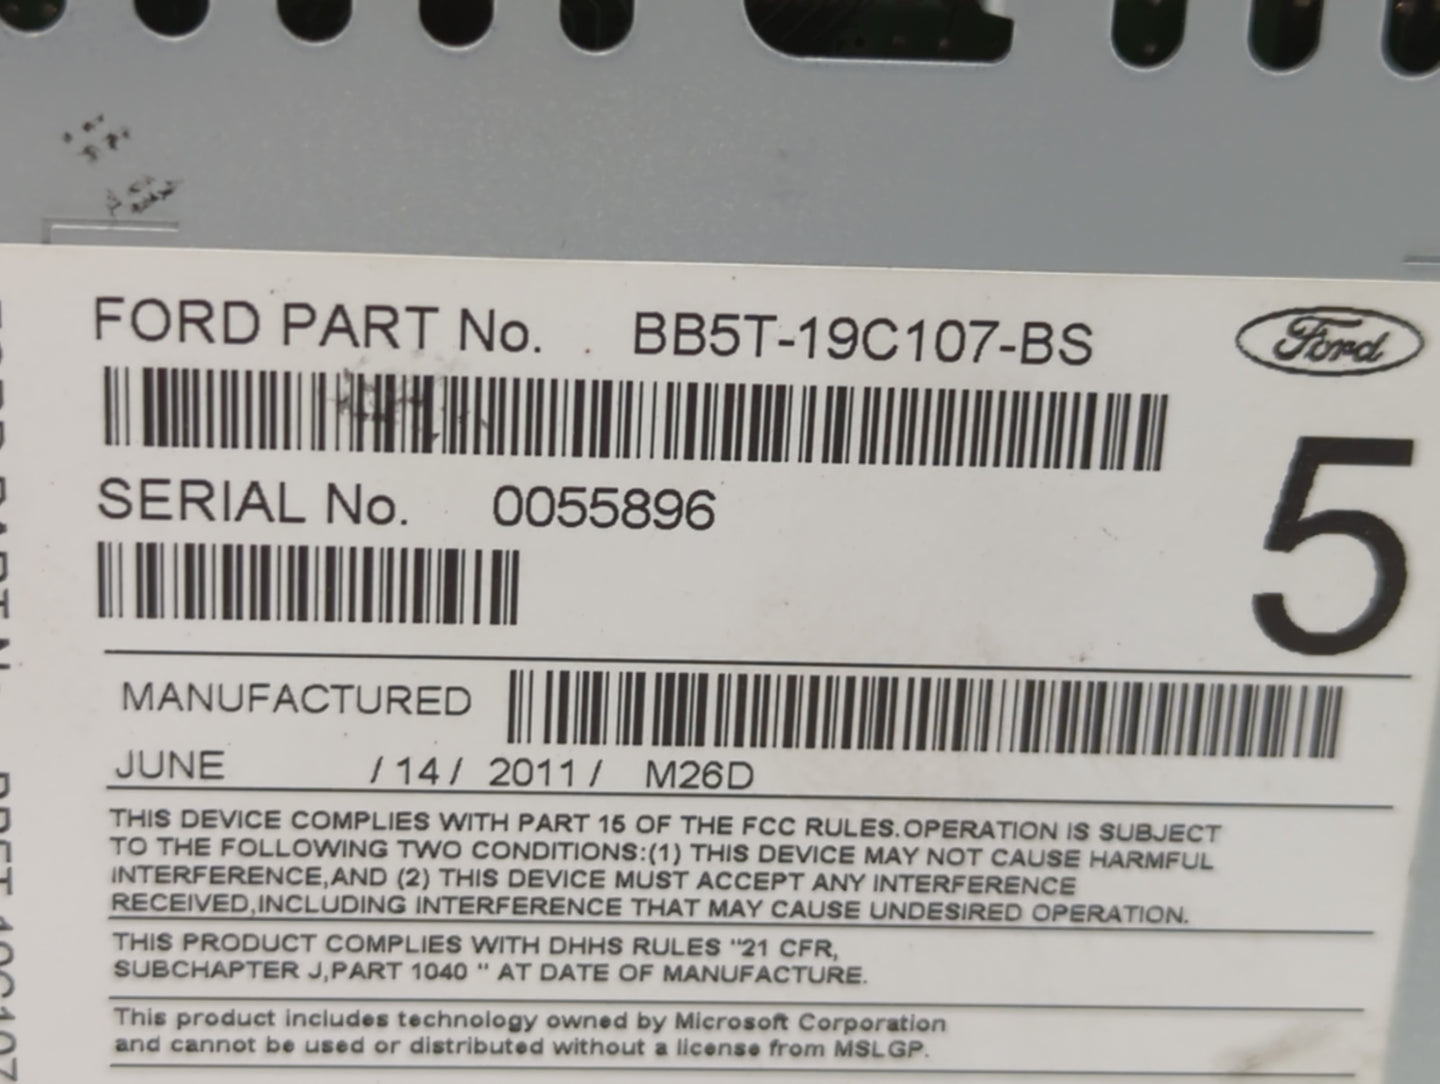 FORD PART No. BB5T-19C107-BS
Ford
SERIAL No. 0055896
5
MANUFACTURED
JUNE / 14 / 2011 / M26D
THIS DEVICE COMPLIES WITH PART 15 OF THE FCC RULES.OPERATION IS SUBJECT
TO THE FOLLOWING TWO CONDITIONS:(1) THIS DEVICE MAY NOT CAUSE HARMFUL
INTERFERENCE,AND (2) THIS DEVICE MUST ACCEPT ANY INTERFERENCE
RECEIVED,INCLUDING INTERFERENCE THAT MAY CAUSE UNDESIRED OPERATION.
THIS PRODUCT COMPLIES WITH DHHS RULES "21 CFR,
SUBCHAPTER J,PART 1040 " AT DATE OF MANUFACTURE.
This product includes technology owned by Microsoft Corporation
and cannot be used or distributed without a license from MSLGP.